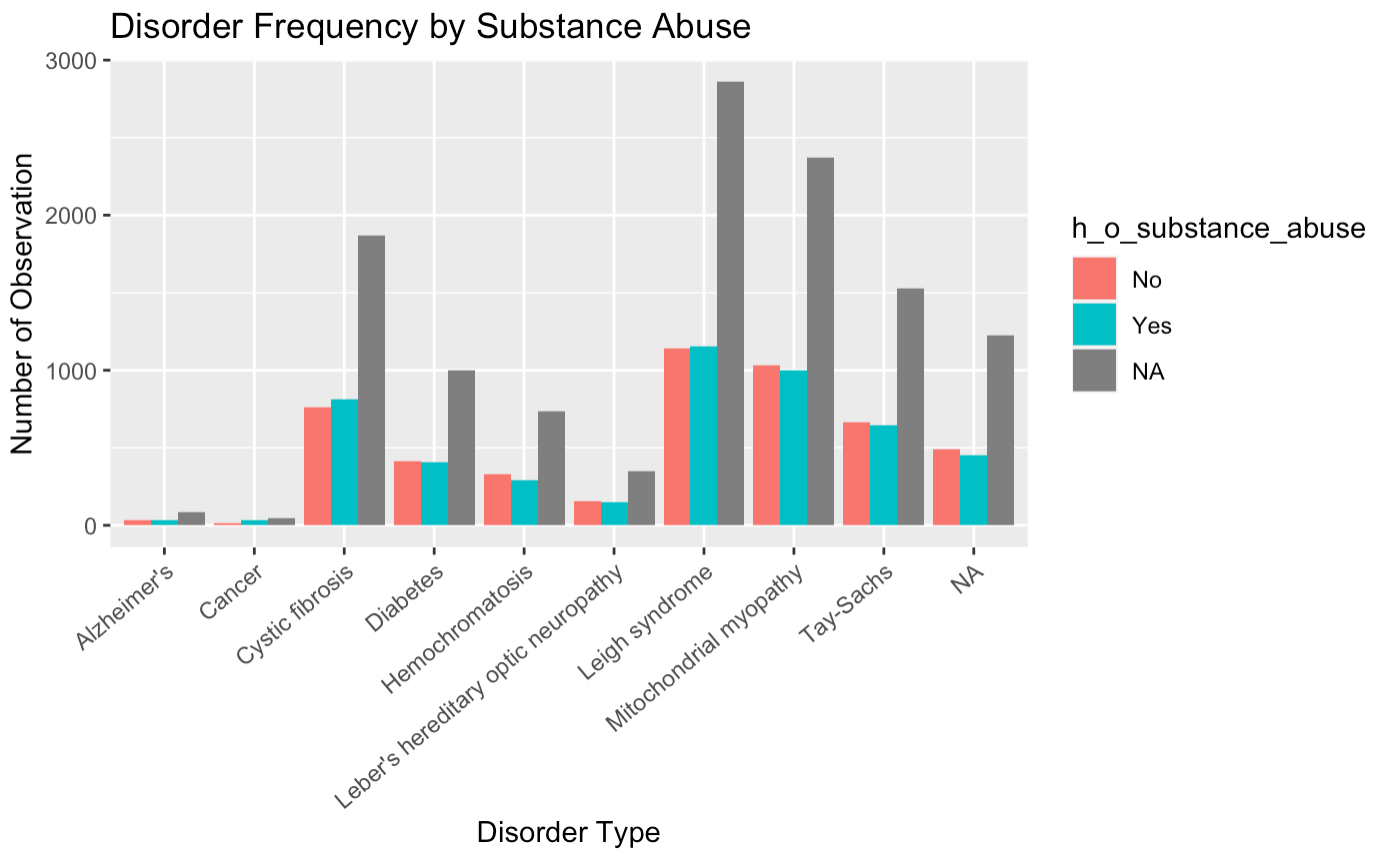 Disorder Frequency by Substance Abuse
3000
2000
1000
0
Number of Observation
Alzheimer's
Cancer
Cystic fibrosis
Diabetes
Hemochromatosis
Leber's hereditary optic neuropathy
Leigh syndrome
Mitochondrial myopathy
Tay-Sachs
NA
Disorder Type
h_o_substance_abuse
No
Yes
NA